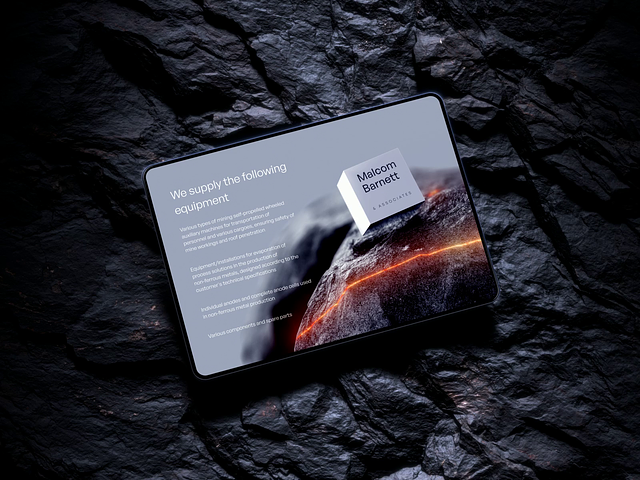 We supply the following
equipment
Various types of mining self-propelled wheeled
auxiliary machines for transportation of
personnel and various cargoes, ensuring safety of
mine workings and roof penetration
Equipment/installations for preparation of
process solutions in the production of
non-ferrous metals, designed according to the
customer's technical specifications
Individual anodes and complete anode cells used
in non-ferrous metal production
Various components and spare parts
Malcom
Barnett
& ASSOCIATES